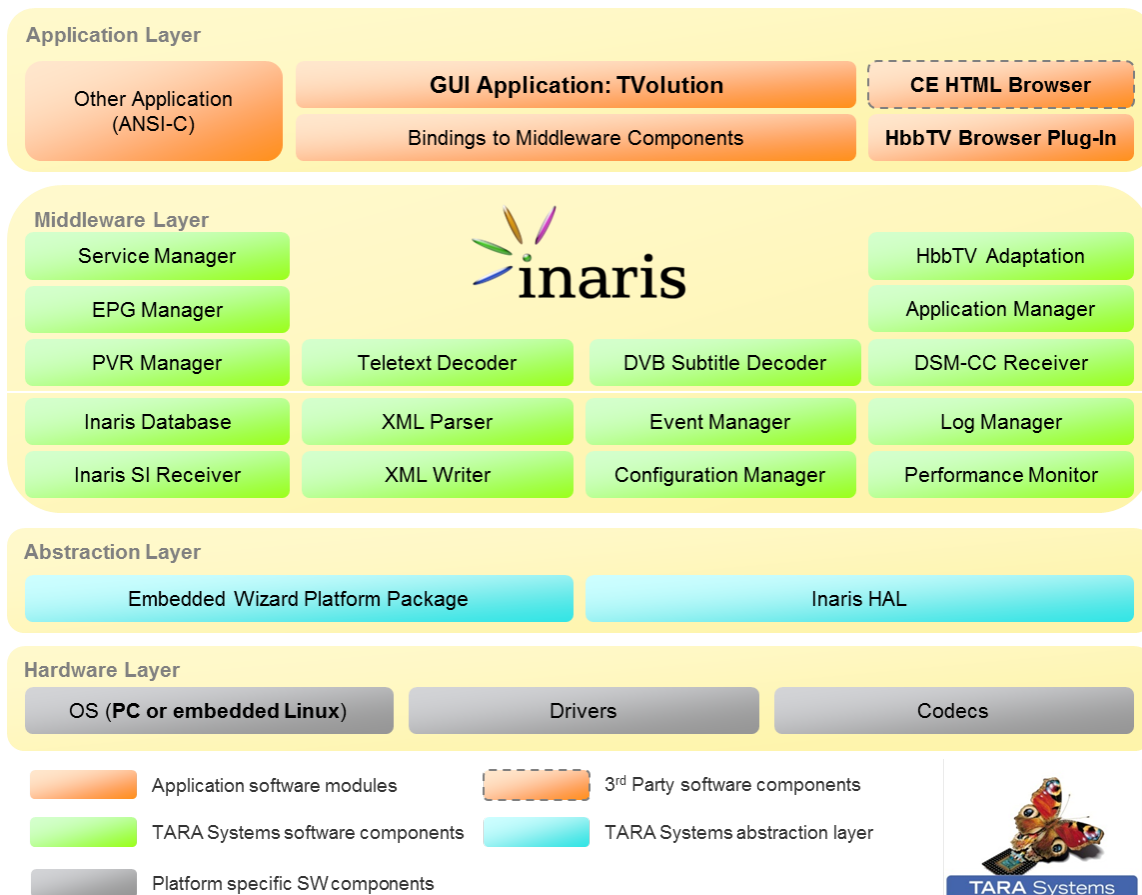 Application Layer
Other Application
(ANSI-C)
GUI Application: TVolution
Bindings to Middleware Components
CE HTML Browser
HbbTV Browser Plug-In
Middleware Layer
inaris
Service Manager
HbbTV Adaptation
EPG Manager
Application Manager
PVR Manager
Teletext Decoder
DVB Subtitle Decoder
DSM-CC Receiver
Inaris Database
XML Parser
Event Manager
Log Manager
Inaris SI Receiver
XML Writer
Configuration Manager
Performance Monitor
Abstraction Layer
Embedded Wizard Platform Package
Inaris HAL
Hardware Layer
OS (PC or embedded Linux)
Drivers
Codecs
Application software modules
3rd Party software components
TARA Systems software components
TARA Systems abstraction layer
Platform specific SW components
TARA Systems